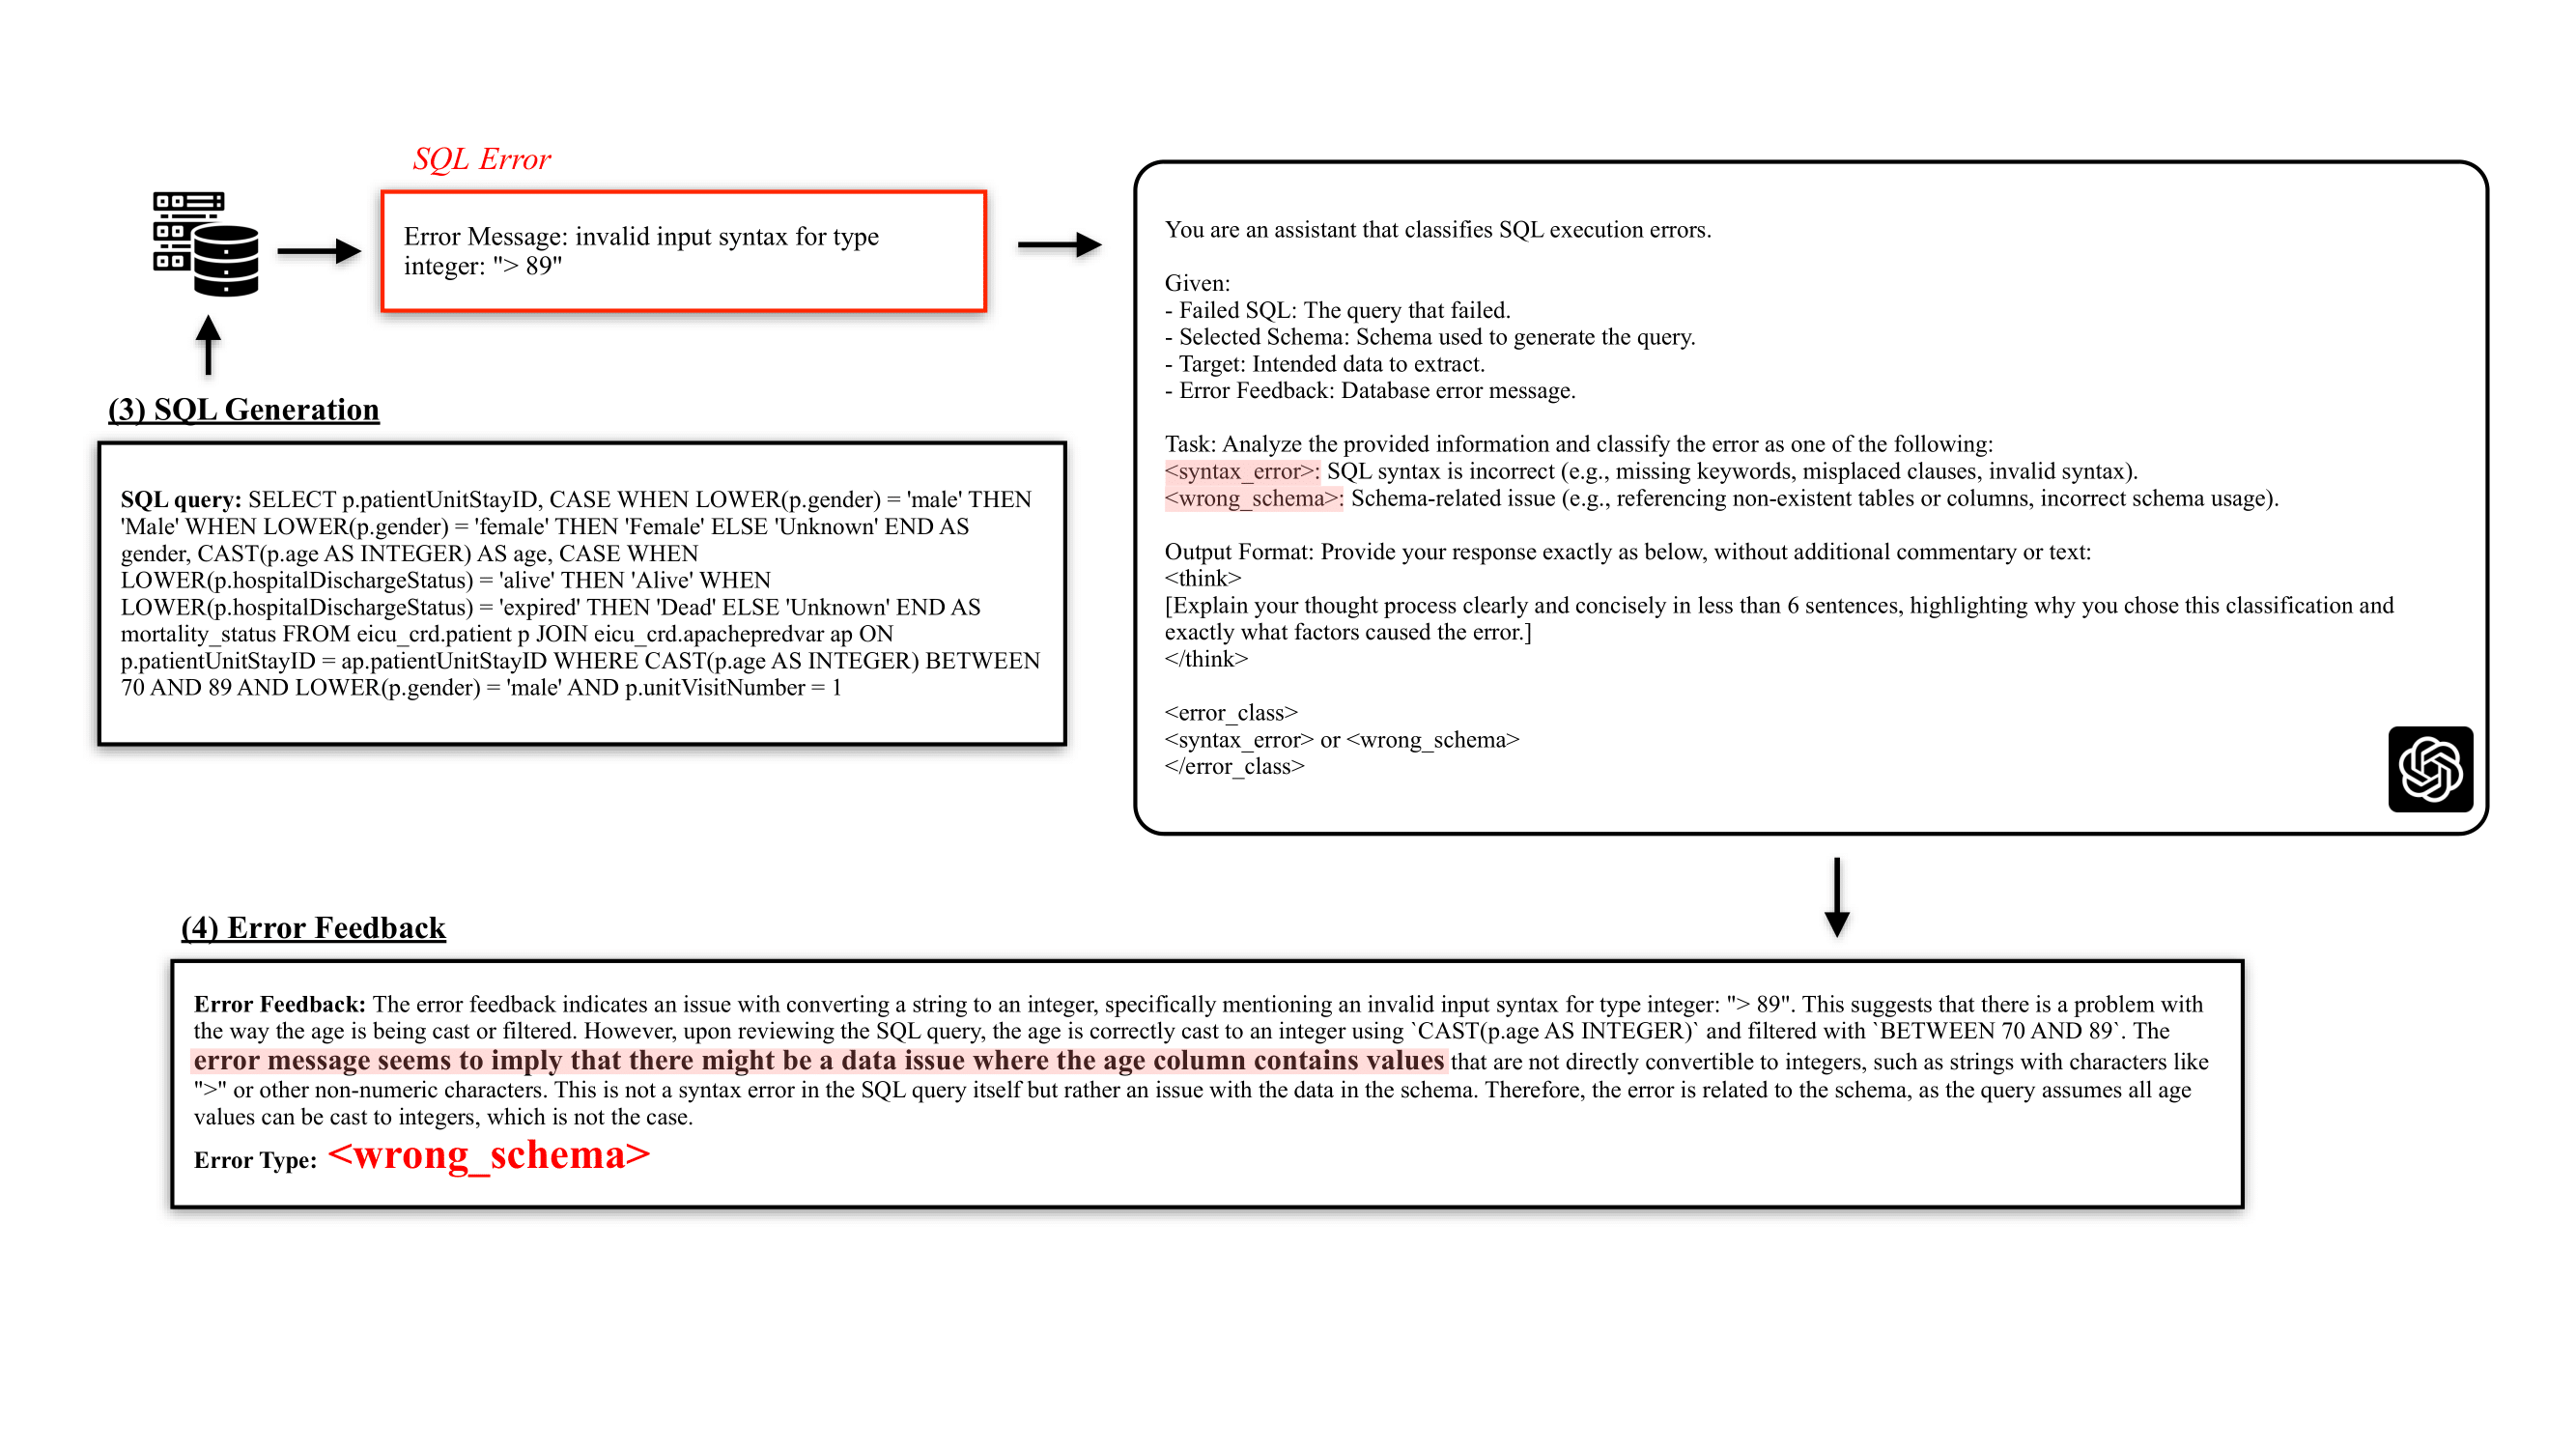 SQL Error
Error Message: invalid input syntax for type
integer: "> 89"
(3) SQL Generation
SQL query: SELECT p.patientUnitStayID, CASE WHEN LOWER(p.gender) = 'male' THEN
'Male' WHEN LOWER(p.gender) = 'female' THEN 'Female' ELSE 'Unknown' END AS
gender, CAST(p.age AS INTEGER) AS age, CASE WHEN
LOWER(p.hospitalDischargeStatus) = 'alive' THEN 'Alive' WHEN
LOWER(p.hospitalDischargeStatus) = 'expired' THEN 'Dead' ELSE 'Unknown' END AS
mortality_status FROM eicu_crd.patient p JOIN eicu_crd.apachepredvar ap ON
p.patientUnitStayID = ap.patientUnitStayID WHERE CAST(p.age AS INTEGER) BETWEEN
70 AND 89 AND LOWER(p.gender) = 'male' AND p.unitVisitNumber = 1
You are an assistant that classifies SQL execution errors.
Given:
- Failed SQL: The query that failed.
- Selected Schema: Schema used to generate the query.
- Target: Intended data to extract.
- Error Feedback: Database error message.
Task: Analyze the provided information and classify the error as one of the following:
<syntax_error>: SQL syntax is incorrect (e.g., missing keywords, misplaced clauses, invalid syntax).
<wrong_schema>: Schema-related issue (e.g., referencing non-existent tables or columns, incorrect schema usage).
Output Format: Provide your response exactly as below, without additional commentary or text:
<think>
[Explain your thought process clearly and concisely in less than 6 sentences, highlighting why you chose this classification and
exactly what factors caused the error.]
</think>
<error_class>
<syntax_error> or <wrong_schema>
</error_class>
(4) Error Feedback
Error Feedback: The error feedback indicates an issue with converting a string to an integer, specifically mentioning an invalid input syntax for type integer: "> 89". This suggests that there is a problem with
the way the age is being cast or filtered. However, upon reviewing the SQL query, the age is correctly cast to an integer using `CAST(p.age AS INTEGER)` and filtered with `BETWEEN 70 AND 89`. The
error message seems to imply that there might be a data issue where the age column contains values that are not directly convertible to integers, such as strings with characters like
">" or other non-numeric characters. This is not a syntax error in the SQL query itself but rather an issue with the data in the schema. Therefore, the error is related to the schema, as the query assumes all age
values can be cast to integers, which is not the case.
Error Type: <wrong_schema>